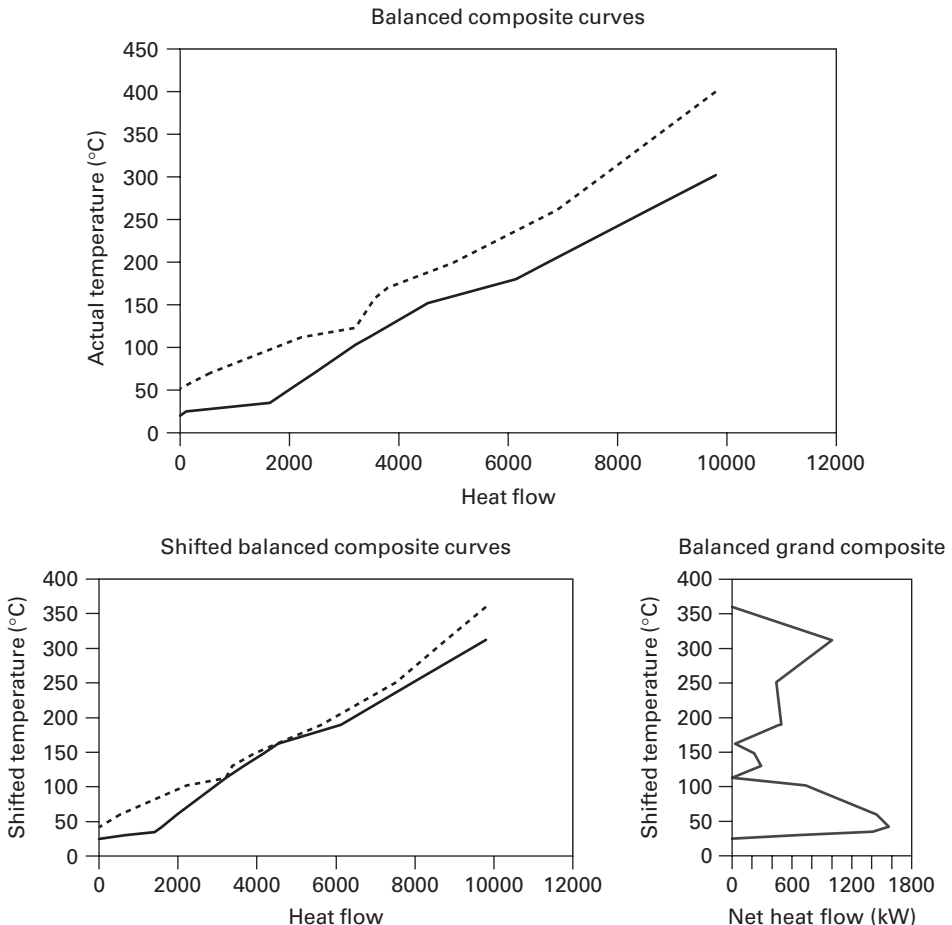 Balanced composite curves
450
400
350
300
250
200
150
100
50
0
Actual temperature (°C)
0 2000 4000 6000 8000 10000 12000
Heat flow
Shifted balanced composite curves
400
350
300
250
200
150
100
50
0
Shifted temperature (°C)
0 2000 4000 6000 8000 10000 12000
Heat flow
Balanced grand composite
400
350
300
250
200
150
100
50
0
Shifted temperature (°C)
0 600 1200 1800
Net heat flow (kW)